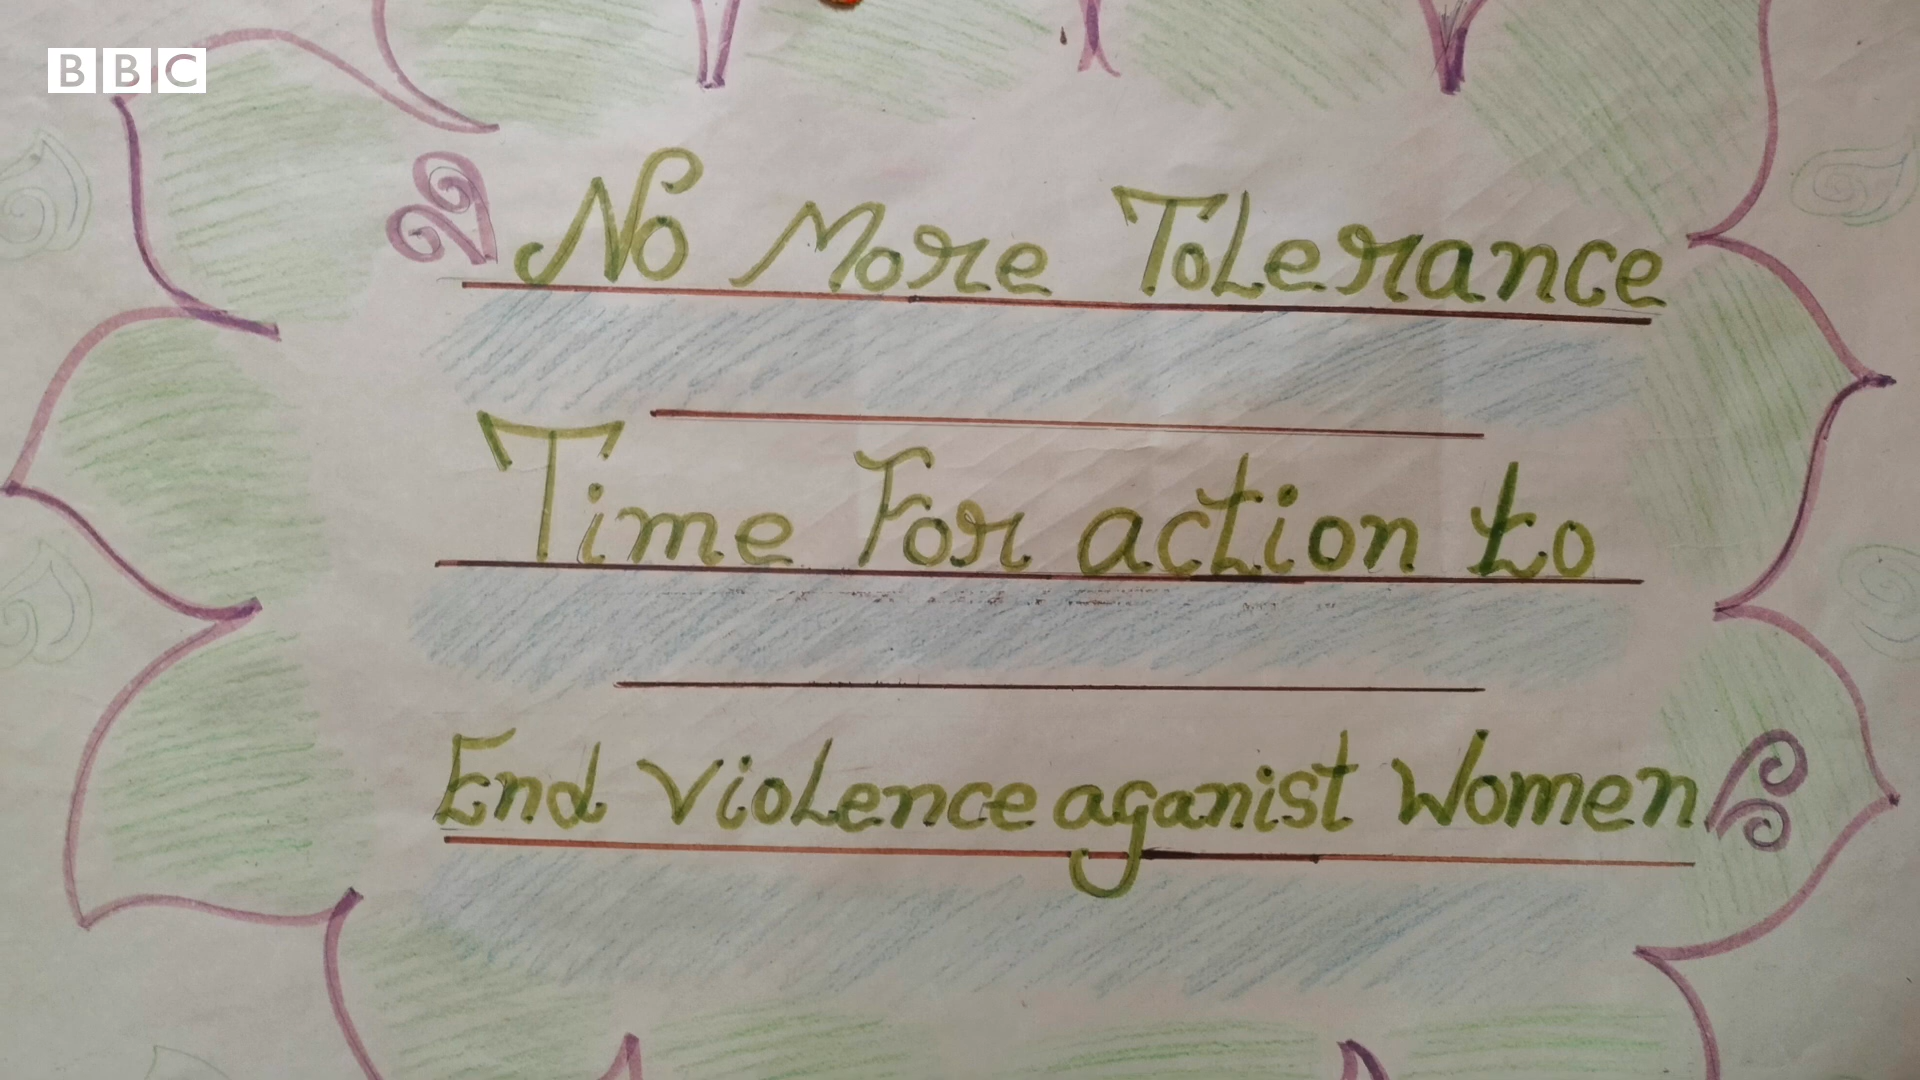 BBC
No More ToLerance
Time For action to
End VioLence aganist Women